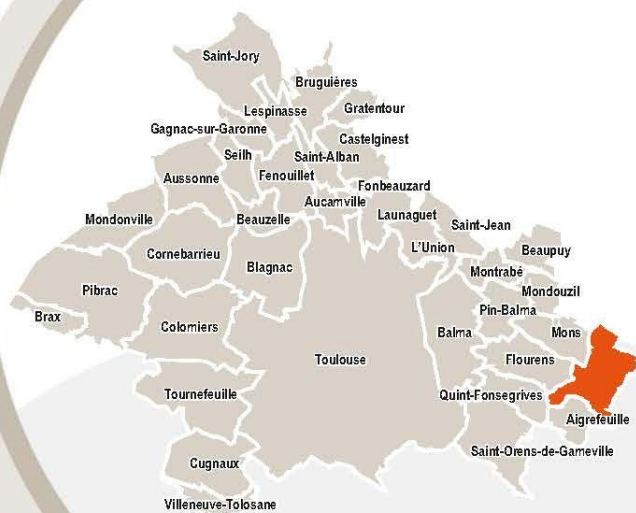 Saint-Jory
Bruguières
Lespinasse
Gratentour
Gagnac-sur-Garonne
Castelginest
Seilh
Saint-Alban
Aussonne
Fenouillet
Fonbeauzard
Aucamville
Mondonville
Beauzelle
Launaguet
Saint-Jean
L'Union
Beaupuy
Cornebarrieu
Blagnac
Montrabé
Mondouzil
Pibrac
Pin-Balma
Brax
Colomiers
Balma
Mons
Toulouse
Flourens
Tournefeuille
Quint-Fonsegrives
Aigrefeuille
Saint-Orens-de-Gameville
Cugnaux
Villeneuve-Tolosane